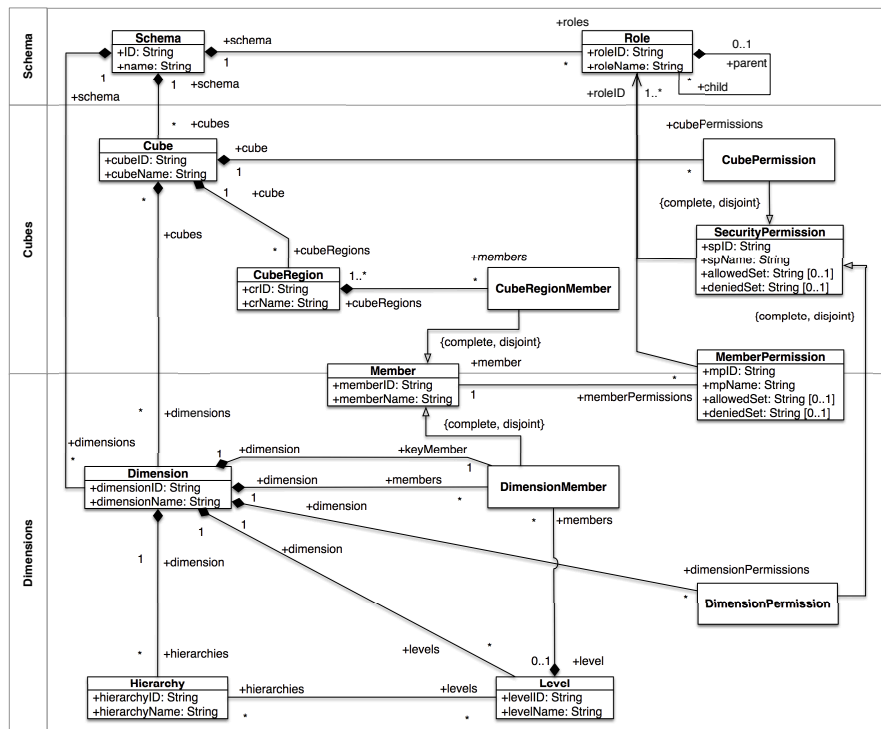 Schema
Cubes
Dimensions
Schema
+ID: String
+name: String
+schema
1
+roles
*
Role
+roleID: String
+roleName: String
0..1
+parent
*
+child
1
+schema
1
+schema
+roleID
1..*
*
+cubes
+cubePermissions
Cube
+cubeID: String
+cubeName: String
+cube
1
*
CubePermission
1
+cube
*
{complete, disjoint}
+cubes
SecurityPermission
+spID: String
+spName: String
+allowedSet: String [0..1]
+deniedSet: String [0..1]
*
+cubeRegions
+members
CubeRegion
+crID: String
+crName: String
1..*
+cubeRegions
*
CubeRegionMember
{complete, disjoint}
{complete, disjoint}
Member
+memberID: String
+memberName: String
+member
1
*
+memberPermissions
MemberPermission
+mpID: String
+mpName: String
+allowedSet: String [0..1]
+deniedSet: String [0..1]
*
+dimensions
{complete, disjoint}
+dimensions
*
1
+dimension
+keyMember
1
Dimension
+dimensionID: String
+dimensionName: String
+dimension
+members
*
DimensionMember
1
+dimension
*
+members
1
1
+dimension
1
+dimension
+dimensionPermissions
*
DimensionPermission
*
+hierarchies
+levels
*
0..1
+level
Hierarchy
+hierarchyID: String
+hierarchyName: String
+hierarchies
*
+levels
*
Level
+levelID: String
+levelName: String